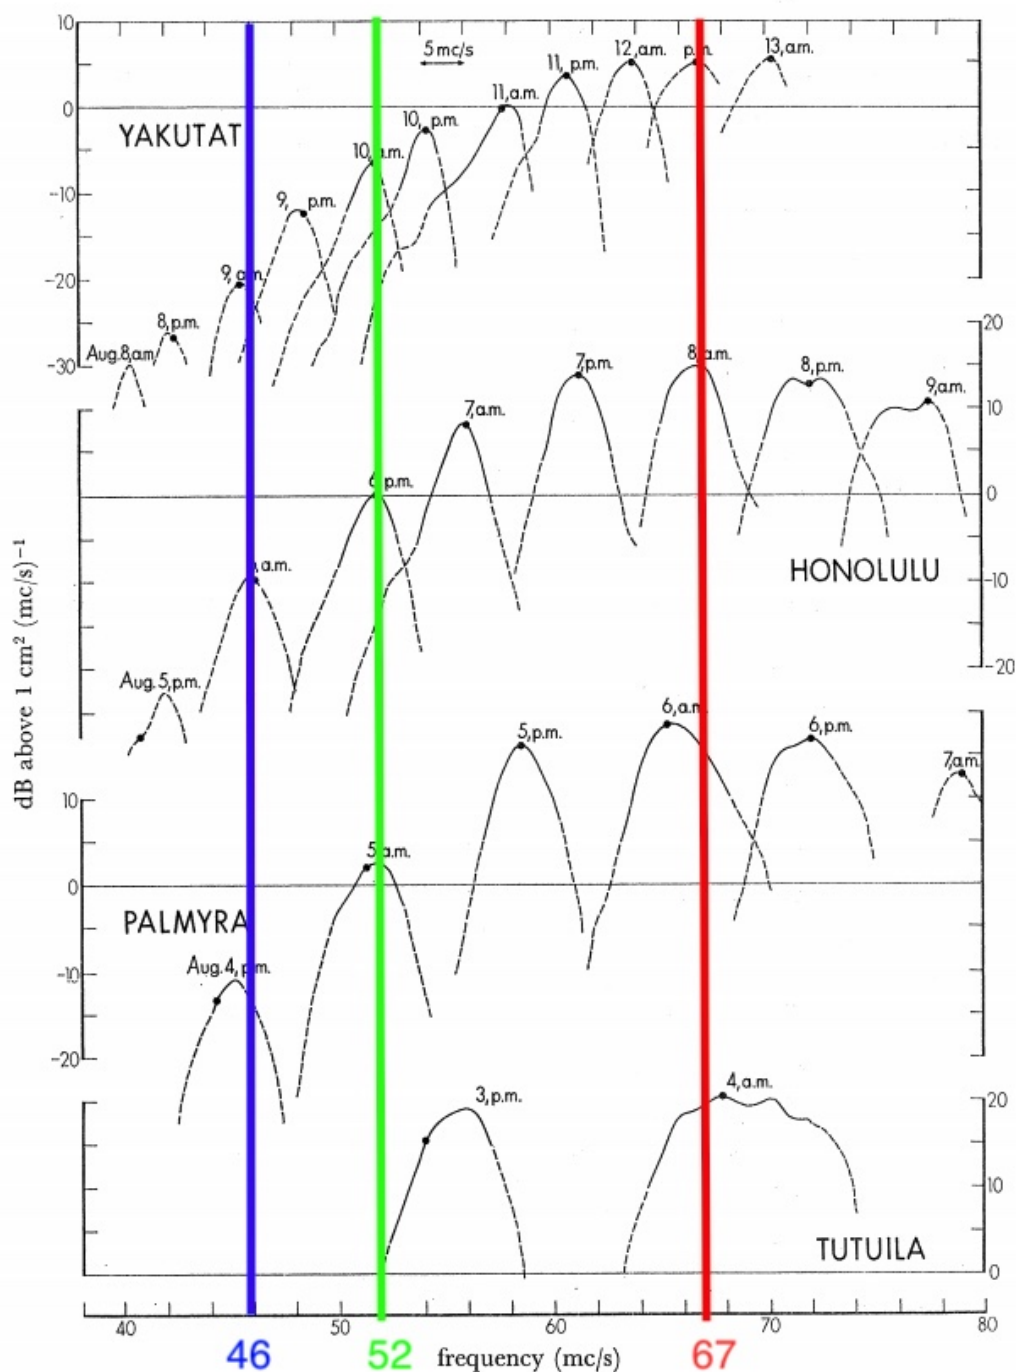 10
0
-10
-20
-30
5 mc/s
YAKUTAT
Aug. 8, a.m.
8, p.m.
9, a.m.
9, p.m.
10, a.m.
10, p.m.
11, a.m.
11, p.m.
12, a.m.
p.m.
13, a.m.
20
10
0
-10
-20
HONOLULU
Aug. 5, p.m.
, a.m.
6, p.m.
7, a.m.
7, p.m.
8, a.m.
8, p.m.
9, a.m.
dB above 1 cm² (mc/s)⁻¹
10
0
-10
-20
PALMYRA
Aug. 4, p.m.
5, a.m.
5, p.m.
6, a.m.
6, p.m.
7, a.m.
3, p.m.
4, a.m.
20
10
0
TUTUILA
40 50 60 70 80
46 52 frequency (mc/s) 67